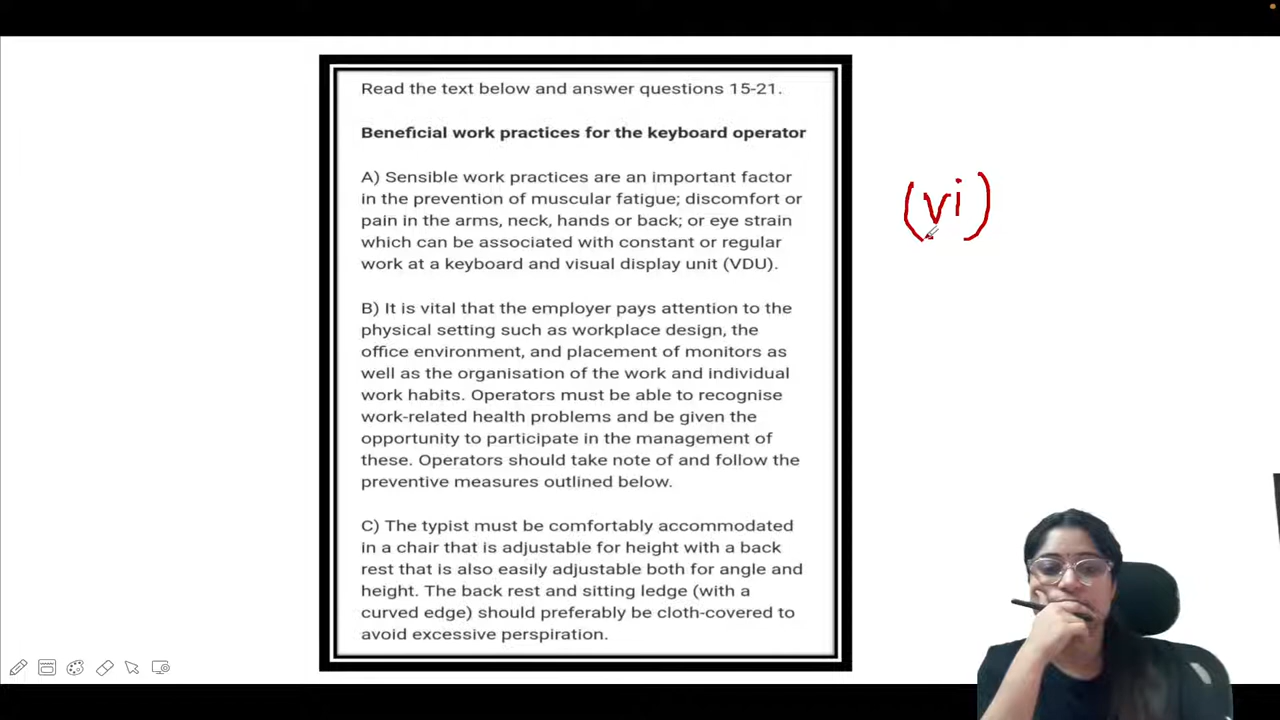 Read the text below and answer questions 15-21.
Beneficial work practices for the keyboard operator
A) Sensible work practices are an important factor
in the prevention of muscular fatigue; discomfort or
pain in the arms, neck, hands or back; or eye strain
which can be associated with constant or regular
work at a keyboard and visual display unit (VDU).
B) It is vital that the employer pays attention to the
physical setting such as workplace design, the
office environment, and placement of monitors as
well as the organisation of the work and individual
work habits. Operators must be able to recognise
work-related health problems and be given the
opportunity to participate in the management of
these. Operators should take note of and follow the
preventive measures outlined below.
C) The typist must be comfortably accommodated
in a chair that is adjustable for height with a back
rest that is also easily adjustable both for angle and
height. The back rest and sitting ledge (with a
curved edge) should preferably be cloth-covered to
avoid excessive perspiration.
(vi)